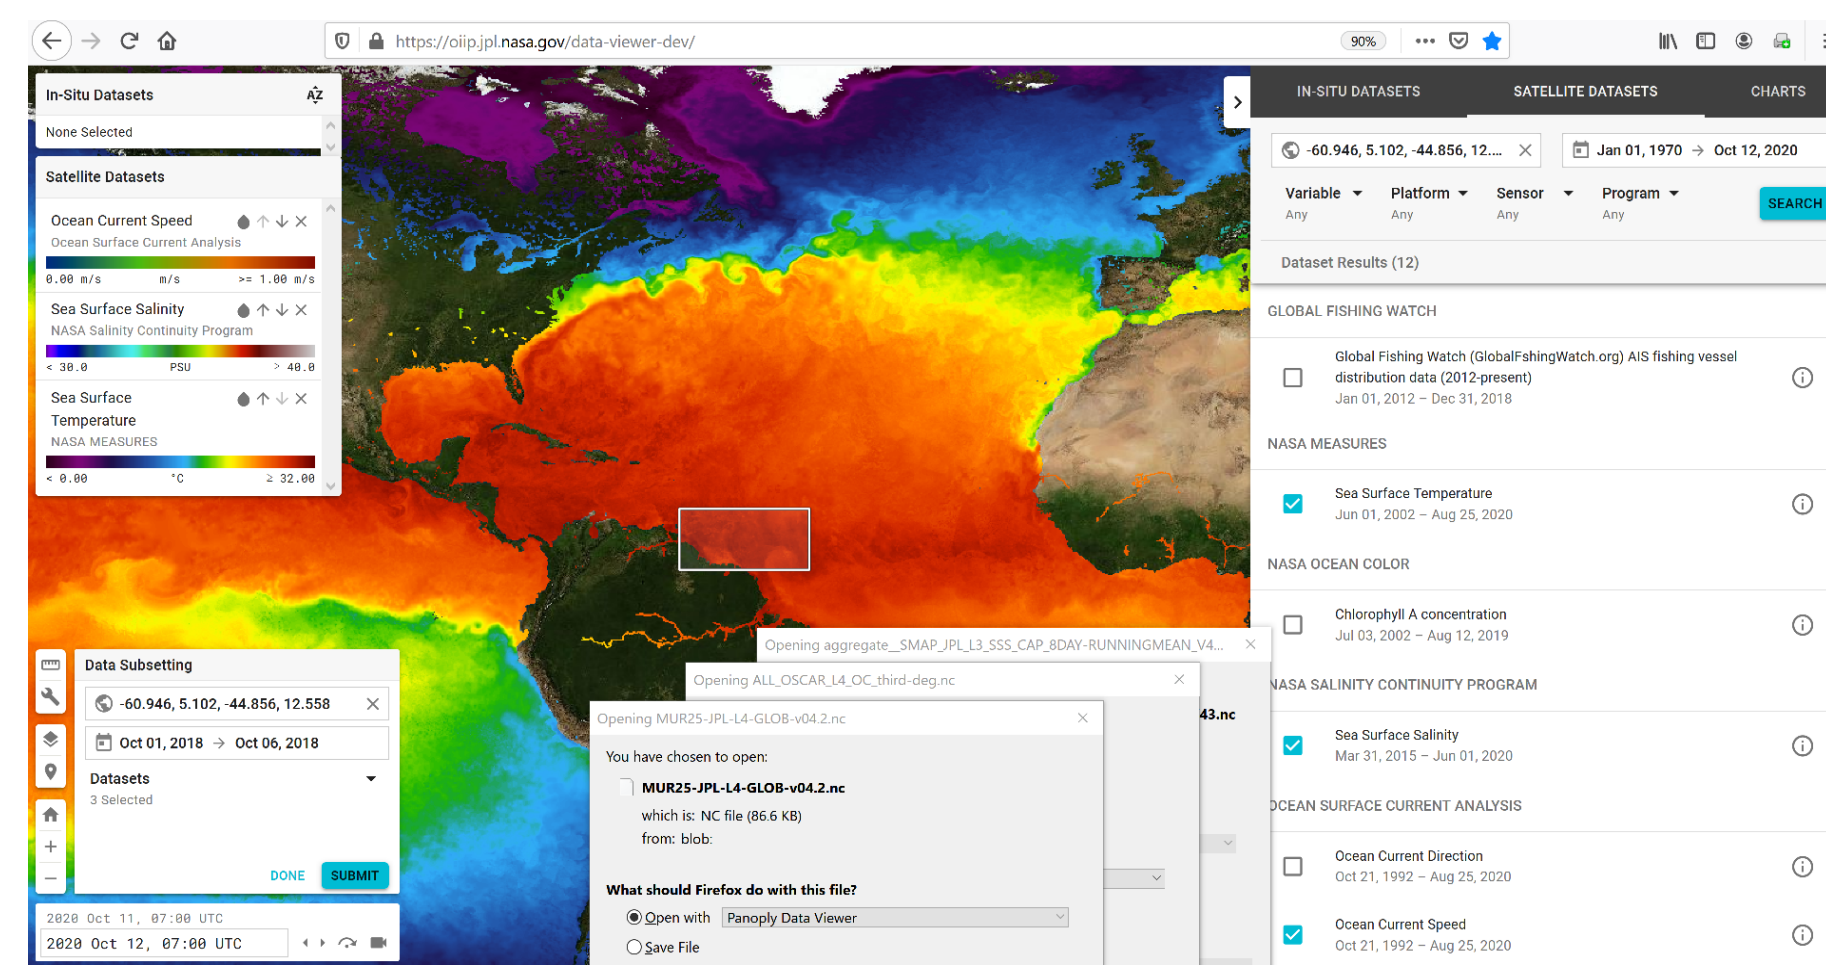 https://oiip.jpl.nasa.gov/data-viewer-dev/
90%
In-Situ Datasets
AZ
None Selected
Satellite Datasets
Ocean Current Speed
Ocean Surface Current Analysis
0.00 m/s m/s >= 1.00 m/s
Sea Surface Salinity
NASA Salinity Continuity Program
< 30.0 PSU > 40.0
Sea Surface
Temperature
NASA MEASURES
< 0.00 °C ≥ 32.00
Data Subsetting
-60.946, 5.102, -44.856, 12.558
Oct 01, 2018 → Oct 06, 2018
Datasets
3 Selected
DONE SUBMIT
2020 Oct 11, 07:00 UTC
2020 Oct 12, 07:00 UTC
Opening aggregate__SMAP_JPL_L3_SSS_CAP_8DAY-RUNNINGMEAN_V4...
43.nc
Opening ALL_OSCAR_L4_OC_third-deg.nc
Opening MUR25-JPL-L4-GLOB-v04.2.nc
You have chosen to open:
MUR25-JPL-L4-GLOB-v04.2.nc
which is: NC file (86.6 KB)
from: blob:
What should Firefox do with this file?
Open with Panoply Data Viewer
Save File
IN-SITU DATASETS SATELLITE DATASETS CHARTS
-60.946, 5.102, -44.856, 12.... Jan 01, 1970 → Oct 12, 2020
Variable Platform Sensor Program
Any Any Any Any
SEARCH
Dataset Results (12)
GLOBAL FISHING WATCH
Global Fishing Watch (GlobalFshingWatch.org) AIS fishing vessel
distribution data (2012-present)
Jan 01, 2012 – Dec 31, 2018
NASA MEASURES
Sea Surface Temperature
Jun 01, 2002 – Aug 25, 2020
NASA OCEAN COLOR
Chlorophyll A concentration
Jul 03, 2002 – Aug 12, 2019
NASA SALINITY CONTINUITY PROGRAM
Sea Surface Salinity
Mar 31, 2015 – Jun 01, 2020
OCEAN SURFACE CURRENT ANALYSIS
Ocean Current Direction
Oct 21, 1992 – Aug 25, 2020
Ocean Current Speed
Oct 21, 1992 – Aug 25, 2020